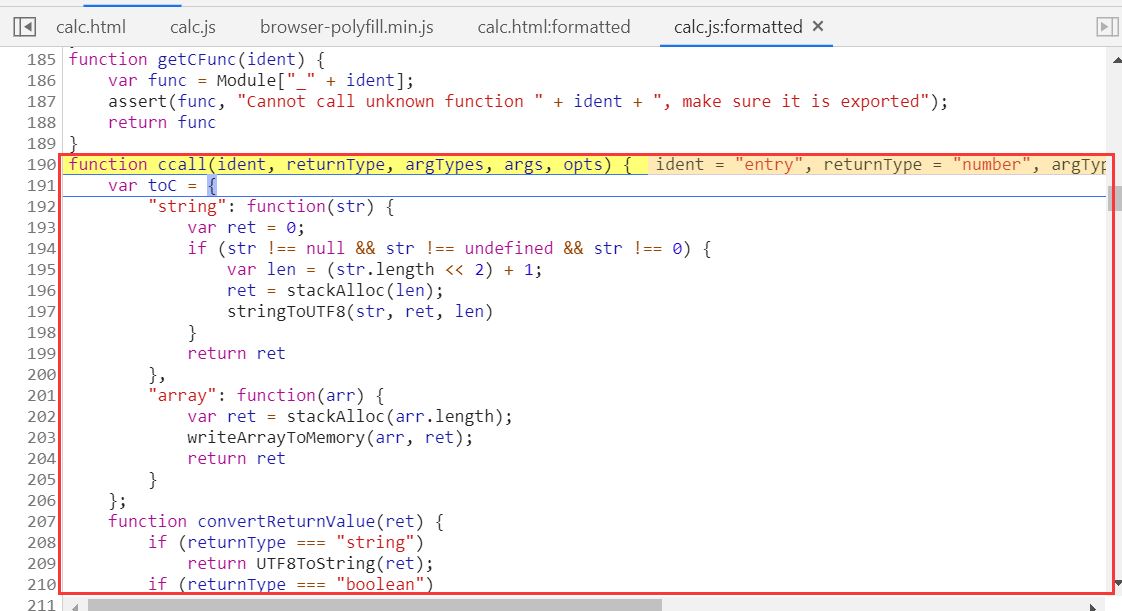 calc.html calc.js browser-polyfill.min.js calc.html:formatted calc.js:formatted ✕
185 function getCFunc(ident) {
186     var func = Module["_" + ident];
187     assert(func, "Cannot call unknown function " + ident + ", make sure it is exported");
188     return func
189 }
190 function ccall(ident, returnType, argTypes, args, opts) { ident = "entry", returnType = "number", argTyp
191     var toC = {
192         "string": function(str) {
193             var ret = 0;
194             if (str !== null && str !== undefined && str !== 0) {
195                 var len = (str.length << 2) + 1;
196                 ret = stackAlloc(len);
197                 stringToUTF8(str, ret, len)
198             }
199             return ret
200         },
201         "array": function(arr) {
202             var ret = stackAlloc(arr.length);
203             writeArrayToMemory(arr, ret);
204             return ret
205         }
206     };
207     function convertReturnValue(ret) {
208         if (returnType === "string")
209             return UTF8ToString(ret);
210         if (returnType === "boolean")
211